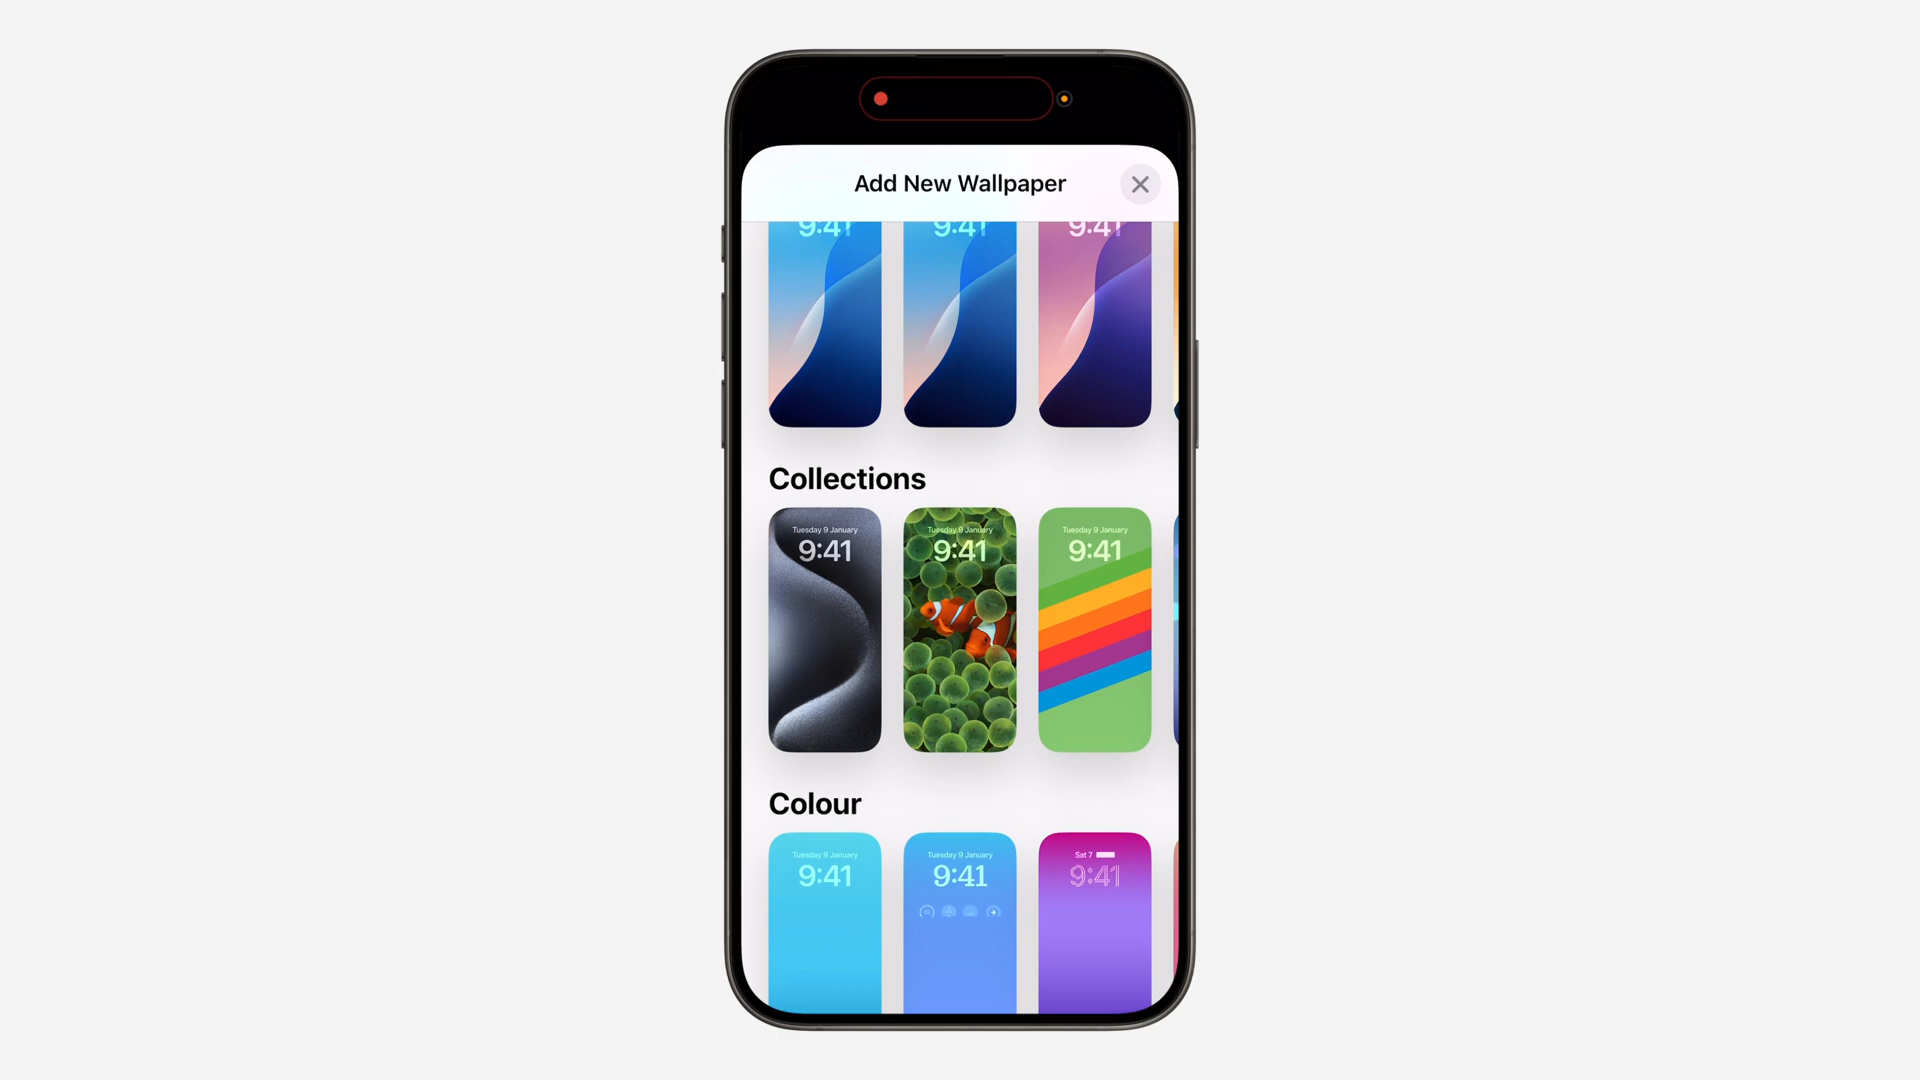 Add New Wallpaper
9:41 9:41 9:41
Collections
Tuesday 9 January Tuesday 9 January Tuesday 9 January
9:41 9:41 9:41
Colour
Tuesday 9 January Tuesday 9 January Sat 7
9:41 9:41 9:41